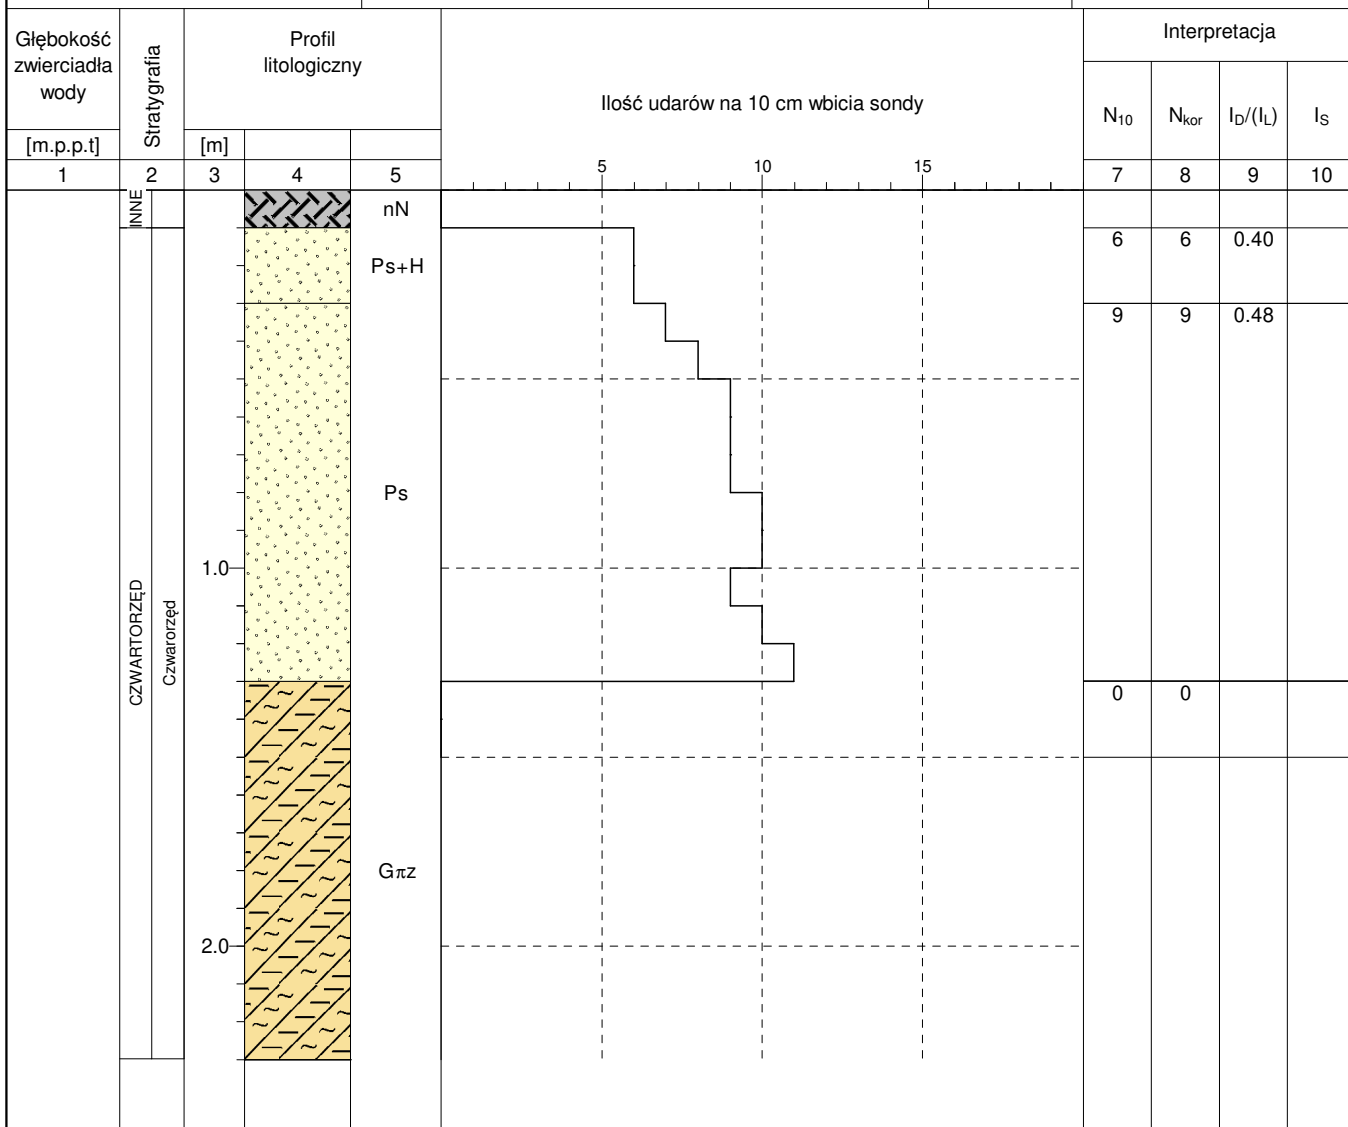 Głębokość
zwierciadła
wody
[m.p.p.t]
Stratygrafia
Profil
litologiczny
[m]
Ilość udarów na 10 cm wbicia sondy
Interpretacja
N10
Nkor
ID/(IL)
IS
1
2
3
4
5
5
10
15
7
8
9
10
INNE
nN
6
6
0.40
Ps+H
9
9
0.48
Ps
1.0
CZWARTORZĘD
Czwarorzęd
0
0
Gπz
2.0